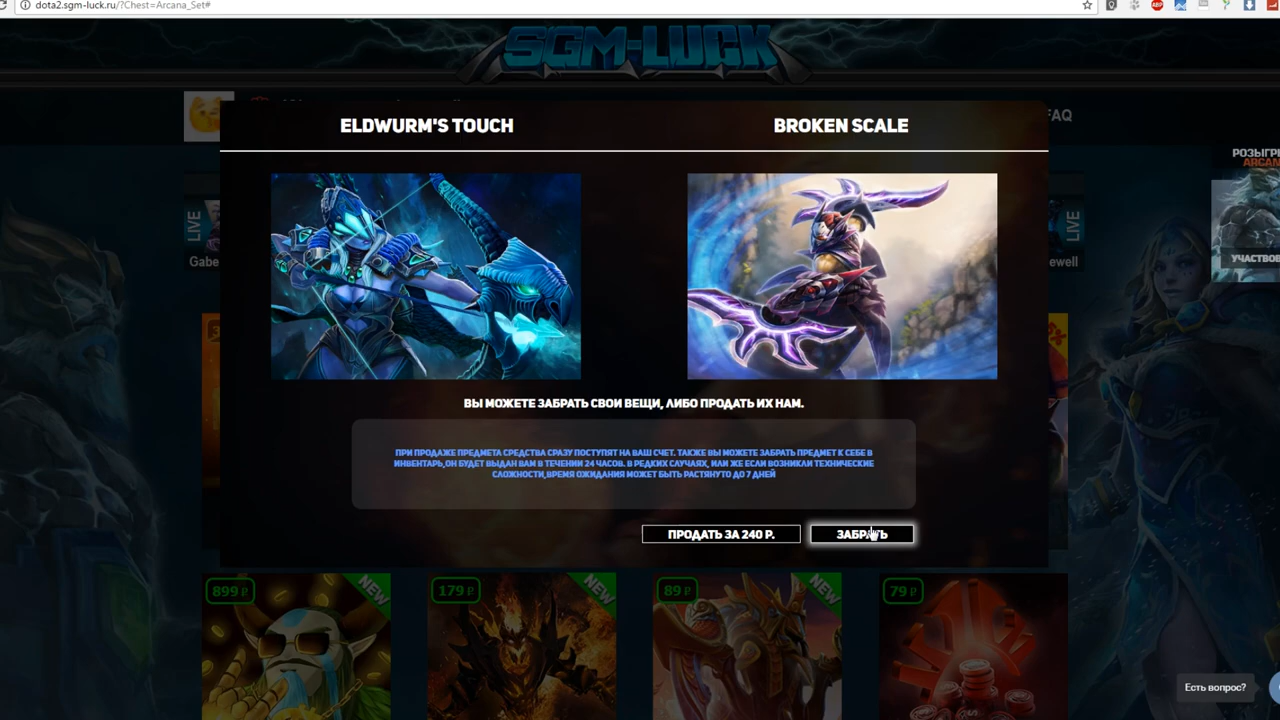 dota2.sgm-luck.ru/?Chest=Arcana_Set#
SGM-LUCK
ELDWURM'S TOUCH
BROKEN SCALE
FAQ
РОЗЫГР
ARCAN
LIVE
LIVE
Gabe
ewell
УЧАСТВОВ
ВЫ МОЖЕТЕ ЗАБРАТЬ СВОИ ВЕЩИ, ЛИБО ПРОДАТЬ ИХ НАМ.
ПРИ ПРОДАЖЕ ПРЕДМЕТА СРЕДСТВА СРАЗУ ПОСТУПЯТ НА ВАШ СЧЕТ. ТАКЖЕ ВЫ МОЖЕТЕ ЗАБРАТЬ ПРЕДМЕТ К СЕБЕ В
ИНВЕНТАРЬ,ОН БУДЕТ ВЫДАН ВАМ В ТЕЧЕНИИ 24 ЧАСОВ. В РЕДКИХ СЛУЧАЯХ, ИЛИ ЖЕ ЕСЛИ ВОЗНИКЛИ ТЕХНИЧЕСКИЕ
СЛОЖНОСТИ,ВРЕМЯ ОЖИДАНИЯ МОЖЕТ БЫТЬ РАСТЯНУТО ДО 7 ДНЕЙ
ПРОДАТЬ ЗА 240 Р.
ЗАБРАТЬ
899 ₽
NEW
179 ₽
NEW
89 ₽
NEW
79 ₽
Есть вопрос?